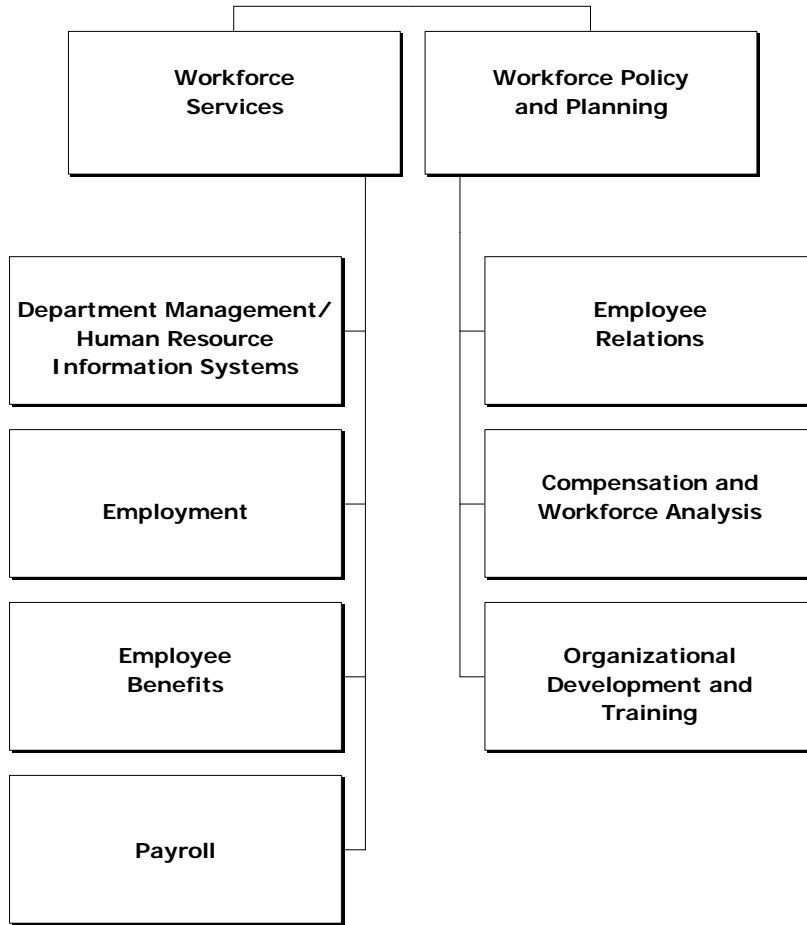 Workforce
Services
Workforce Policy
and Planning
Department Management/
Human Resource
Information Systems
Employment
Employee
Benefits
Payroll
Employee
Relations
Compensation and
Workforce Analysis
Organizational
Development and
Training